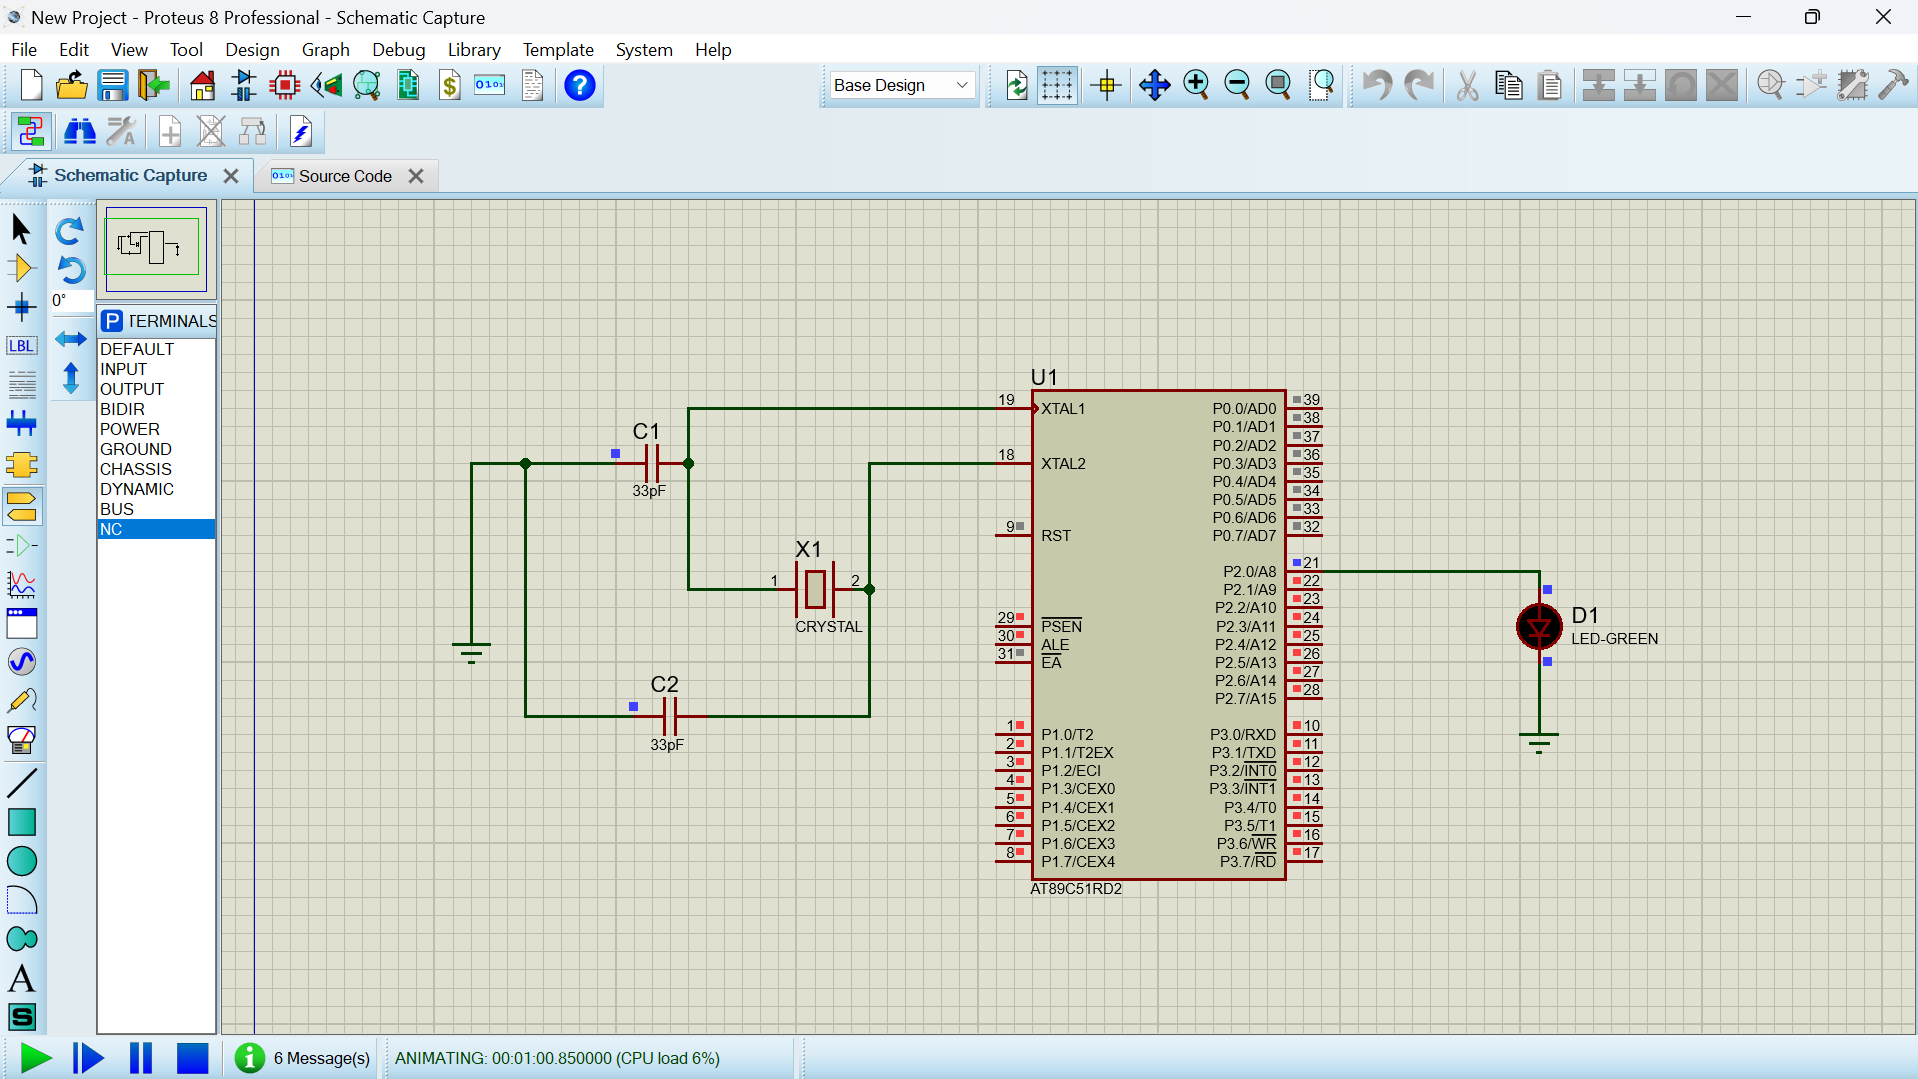 New Project - Proteus 8 Professional - Schematic Capture
File Edit View Tool Design Graph Debug Library Template System Help
Base Design
Schematic Capture
Source Code
0°
LBL
P TERMINALS
DEFAULT
INPUT
OUTPUT
BIDIR
POWER
GROUND
CHASSIS
DYNAMIC
BUS
NC
A
S
C1
33pF
X1
1 2
CRYSTAL
C2
33pF
U1
19 XTAL1
18 XTAL2
9 RST
29 PSEN
30 ALE
31 EA
1 P1.0/T2
2 P1.1/T2EX
3 P1.2/ECI
4 P1.3/CEX0
5 P1.4/CEX1
6 P1.5/CEX2
7 P1.6/CEX3
8 P1.7/CEX4
P0.0/AD0 39
P0.1/AD1 38
P0.2/AD2 37
P0.3/AD3 36
P0.4/AD4 35
P0.5/AD5 34
P0.6/AD6 33
P0.7/AD7 32
P2.0/A8 21
P2.1/A9 22
P2.2/A10 23
P2.3/A11 24
P2.4/A12 25
P2.5/A13 26
P2.6/A14 27
P2.7/A15 28
P3.0/RXD 10
P3.1/TXD 11
P3.2/INT0 12
P3.3/INT1 13
P3.4/T0 14
P3.5/T1 15
P3.6/WR 16
P3.7/RD 17
AT89C51RD2
D1
LED-GREEN
6 Message(s)
ANIMATING: 00:01:00.850000 (CPU load 6%)